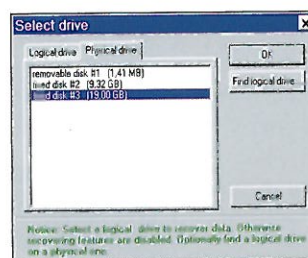 Select drive
Logical drive Physical drive
removable disk #1 (1,41 MB)
fixed disk #2 (9.32 GB)
fixed disk #3 (19.00 GB)
OK
Find logical drive
Cancel
Notice: Select a logical drive to recover data. Otherwise
recovering features are disabled. Optionally find a logical drive
on a physical one.